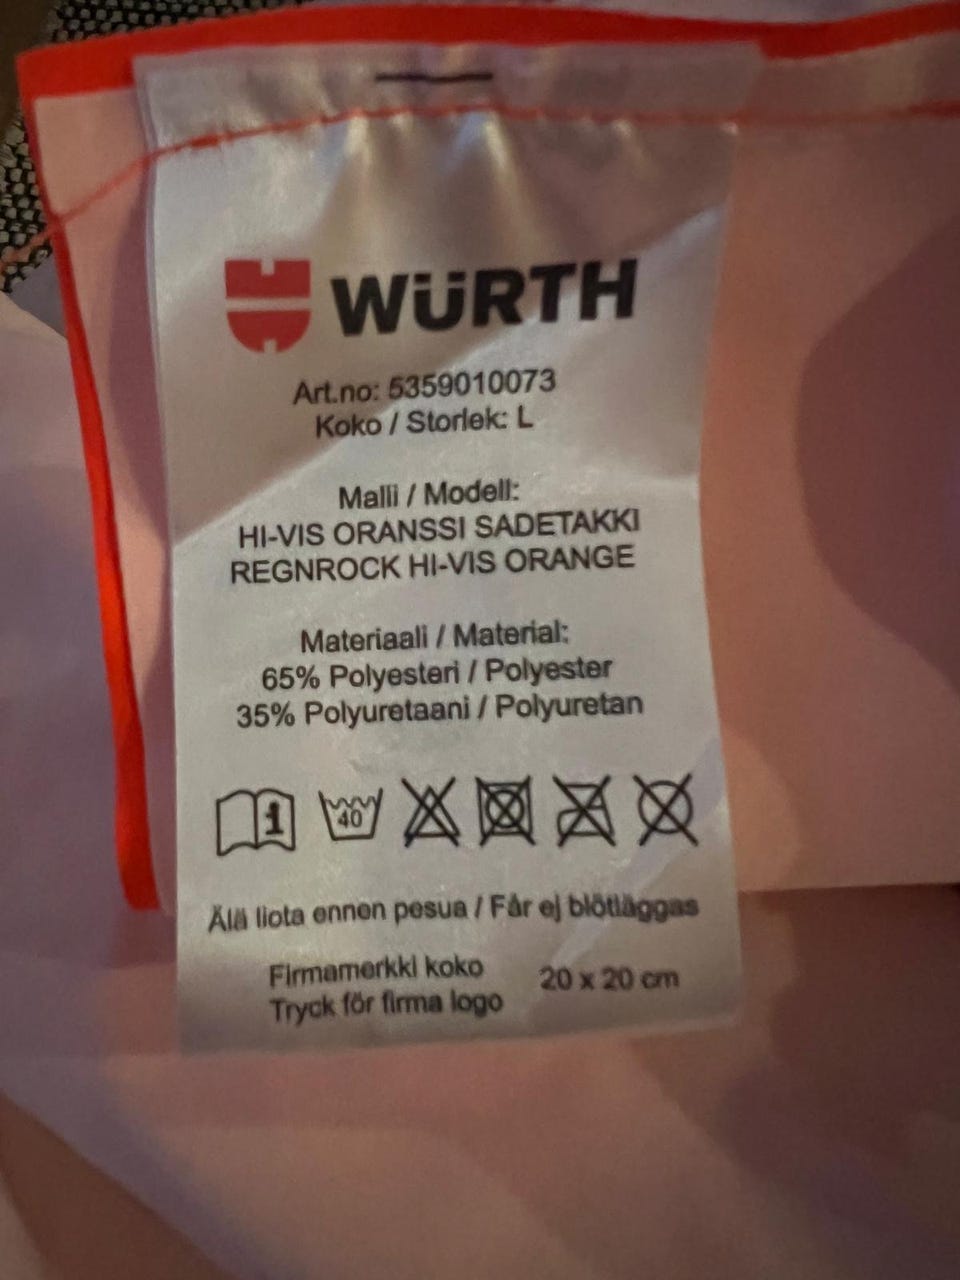 WÜRTH
Art.no: 5359010073
Koko / Storlek: L
Malli / Modell:
HI-VIS ORANSSI SADETAKKI
REGNROCK HI-VIS ORANGE
Materiaali / Material:
65% Polyesteri / Polyester
35% Polyuretaani / Polyuretan
i 40
Älä liota ennen pesua / Får ej blötläggas
Firmamerkki koko 20 x 20 cm
Tryck för firma logo